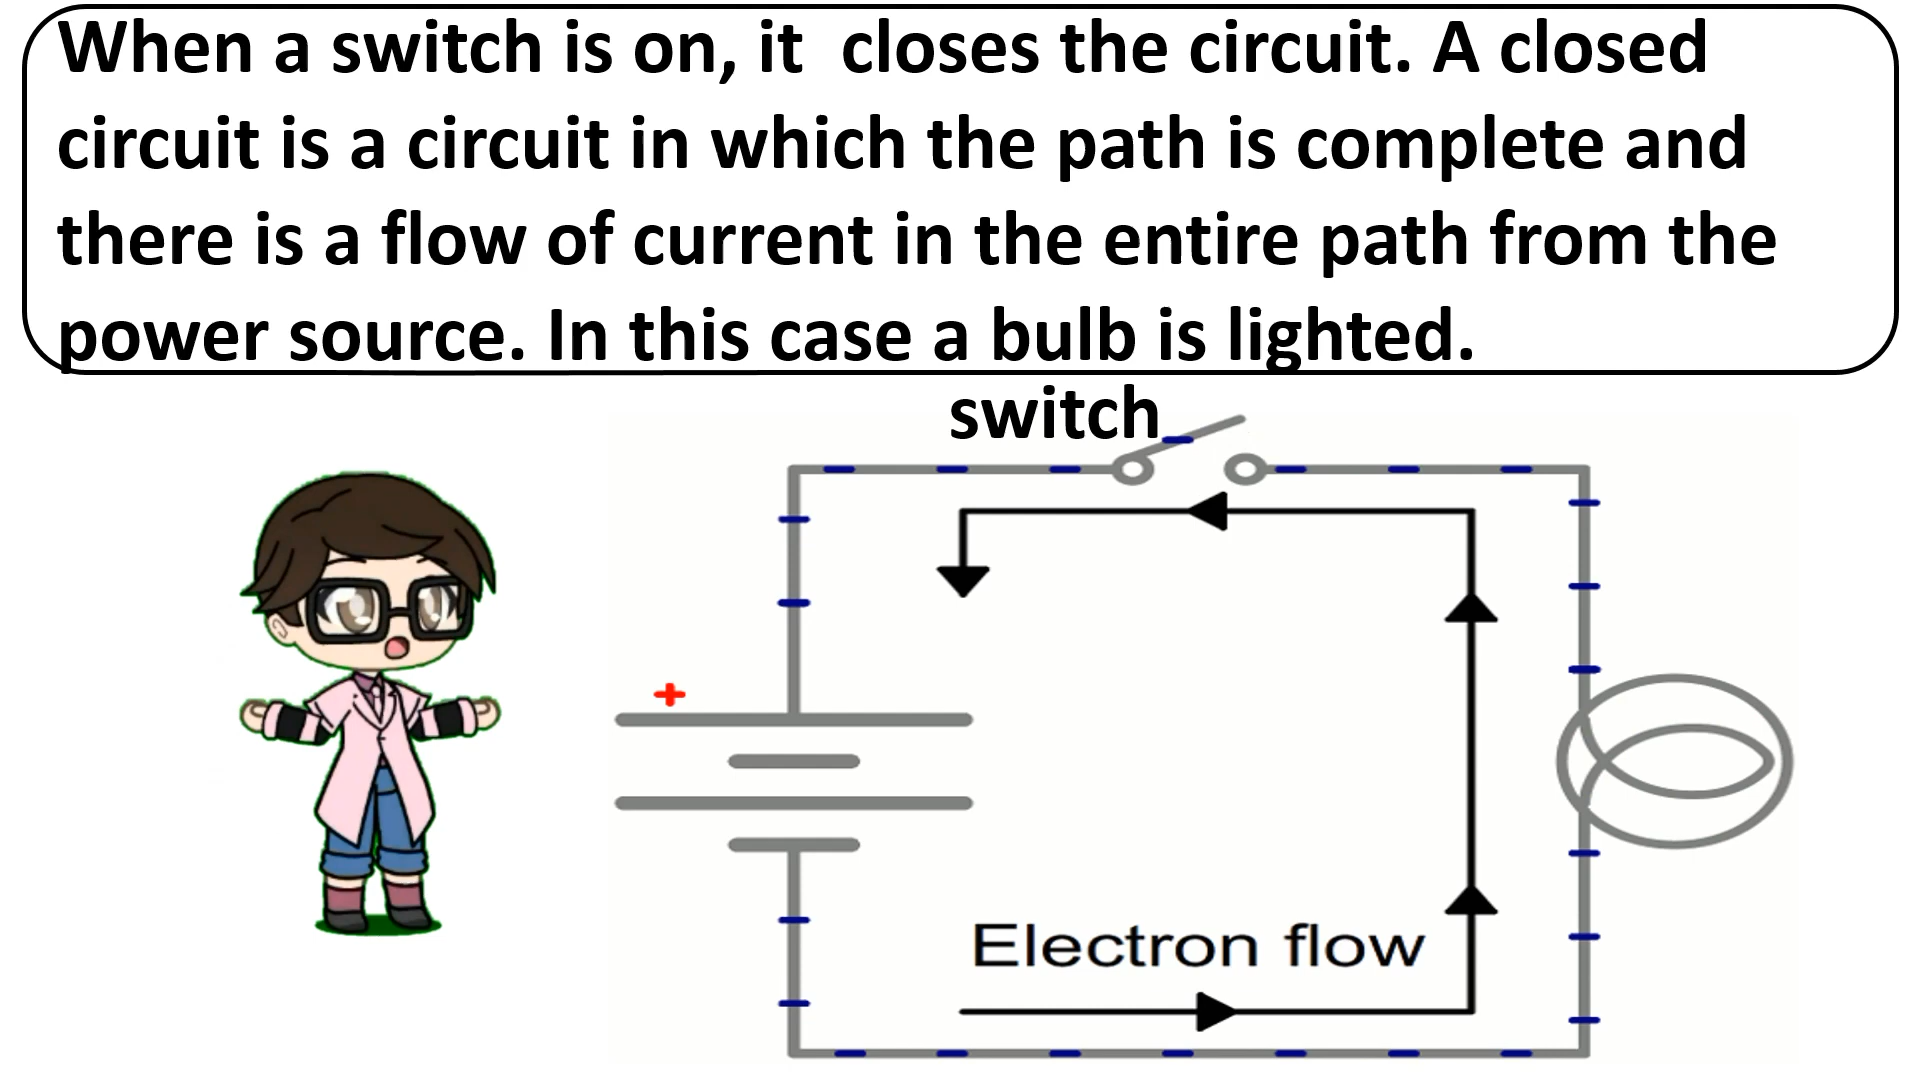 When a switch is on, it  closes the circuit. A closed
circuit is a circuit in which the path is complete and
there is a flow of current in the entire path from the
power source. In this case a bulb is lighted.
switch
+
Electron flow